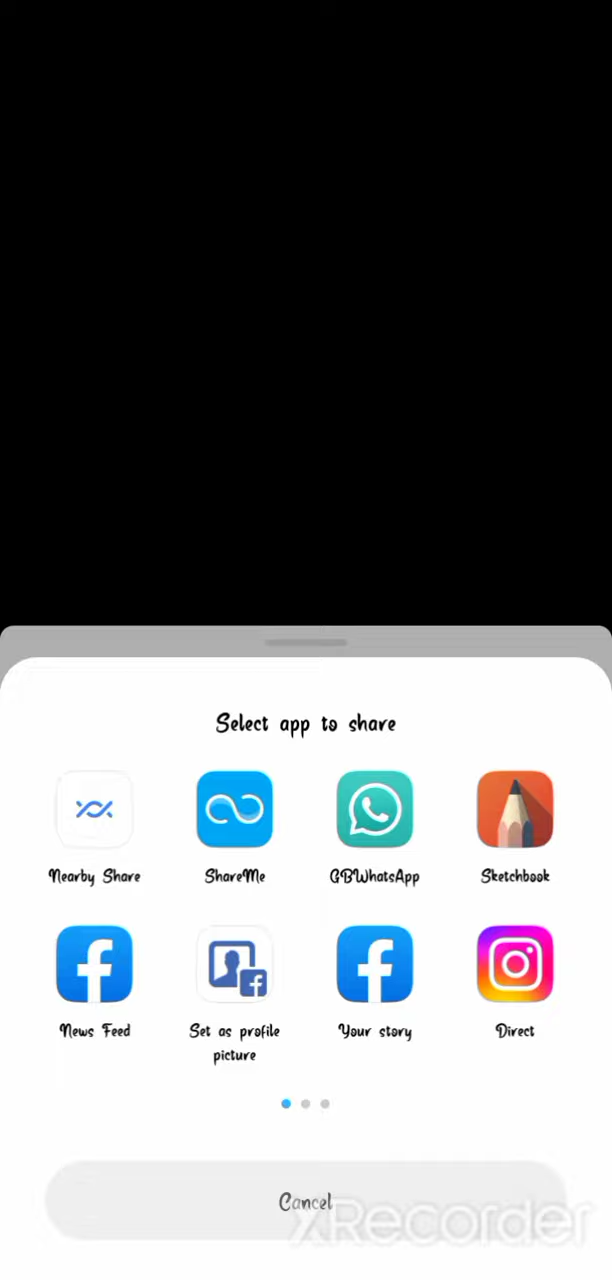 Select app to share
Nearby Share
ShareMe
GBWhatsApp
Sketchbook
News Feed
Set as profile
picture
Your story
Direct
Cancel
XRecorder